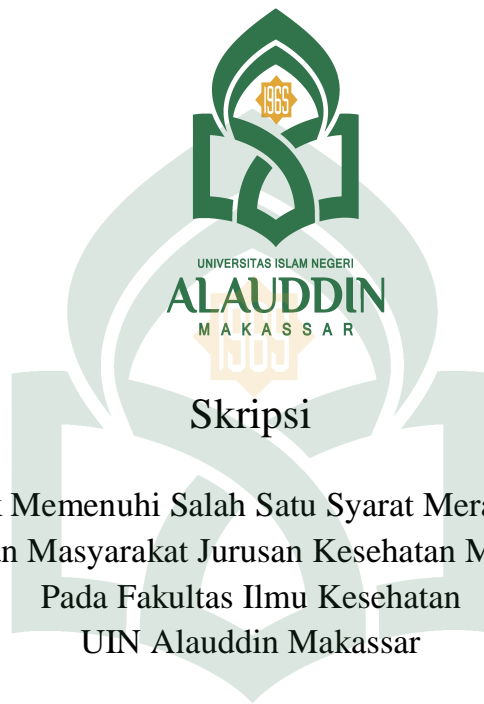 1965
UNIVERSITAS ISLAM NEGERI
ALAUDDIN
MAKASSAR
1965
Skripsi
Memenuhi Salah Satu Syarat
Masyarakat Jurusan Kesehatan
Pada Fakultas Ilmu Kesehatan
UIN Alauddin Makassar